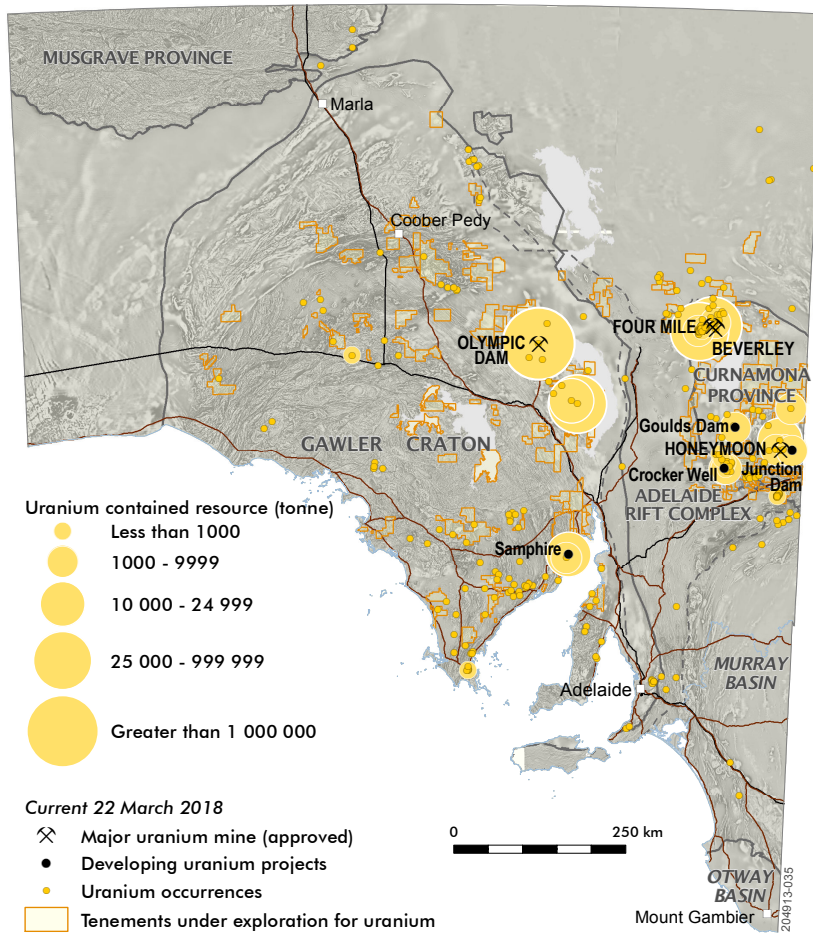 MUSGRAVE PROVINCE
Marla
Coober Pedy
FOUR MILE
OLYMPIC
DAM
BEVERLEY
CURNAMONA
PROVINCE
Goulds Dam
GAWLER CRATON
HONEYMOON
Crocker Well
Junction
Dam
ADELAIDE
RIFT COMPLEX
Uranium contained resource (tonne)
Less than 1000
1000 - 9999
10 000 - 24 999
25 000 - 999 999
Greater than 1 000 000
Samphire
MURRAY
BASIN
Adelaide
Current 22 March 2018
Major uranium mine (approved)
Developing uranium projects
Uranium occurrences
Tenements under exploration for uranium
0 250 km
OTWAY
BASIN
Mount Gambier
204913-035